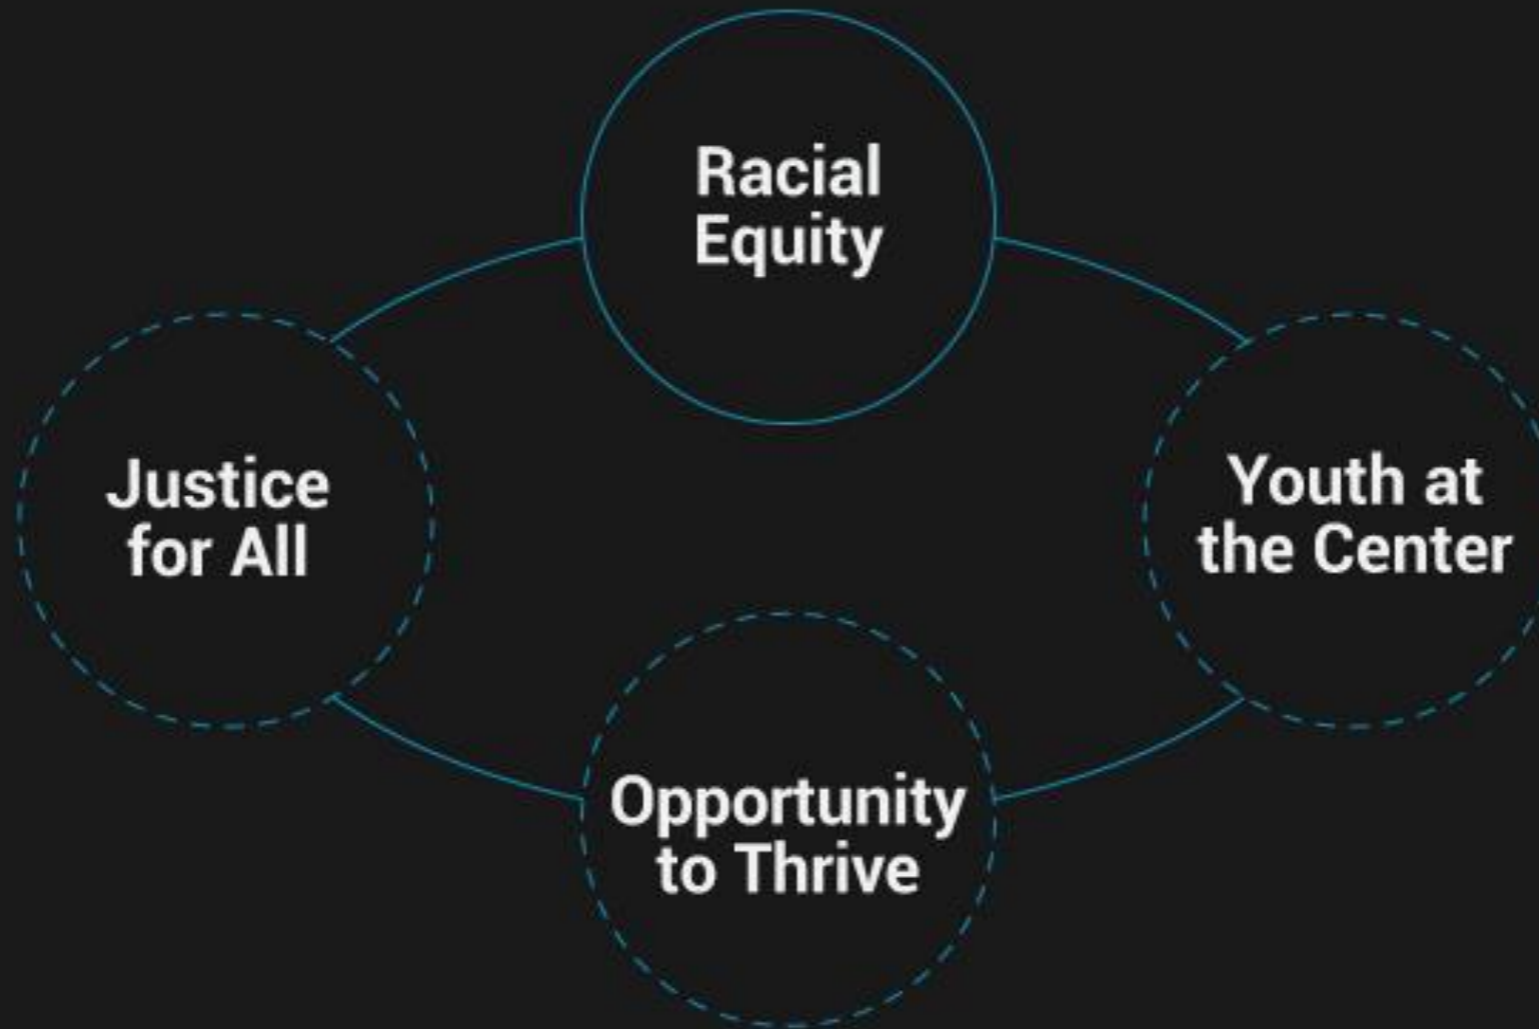 Racial
Equity
Justice
for All
Youth at
the Center
Opportunity
to Thrive